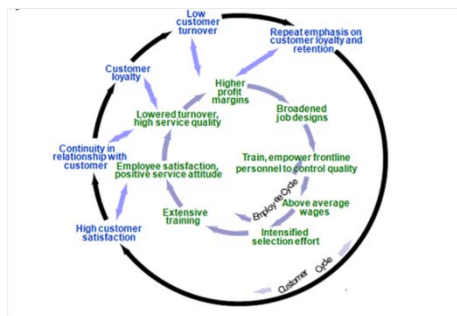 Low
customer
turnover
Repeat emphasis on
customer loyalty and
retention
Customer
loyalty
Higher
profit
margins
Broadened
job designs
Lowered turnover,
high service quality
Continuity in
relationship with
customer
Employee satisfaction,
positive service attitude
Train, empower frontline
personnel to control quality
Employee Cycle
Above average
wages
Extensive
training
Intensified
selection effort
High customer
satisfaction
Customer Cycle